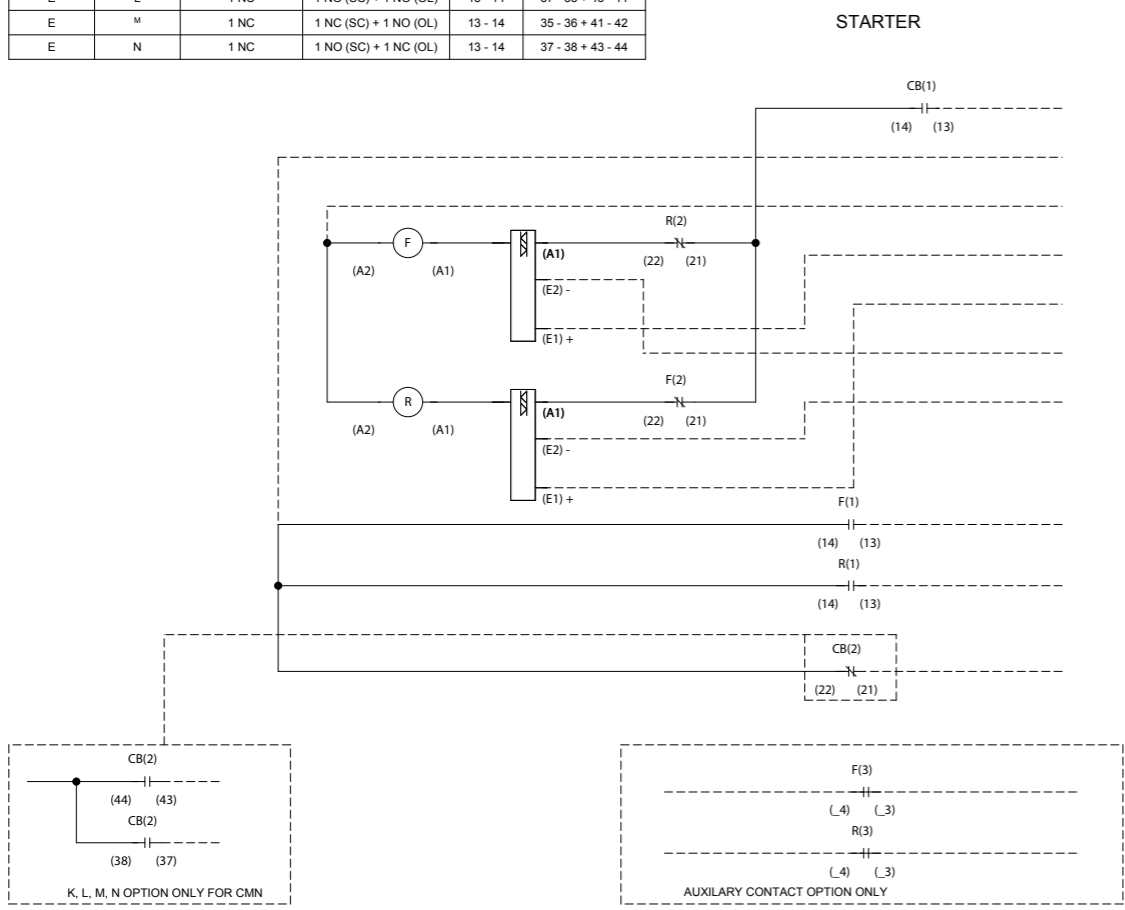 E M 1 NC 1 NC (SC) + 1 NO (OL) 13 - 14 35 - 36 + 41 - 42
E N 1 NC 1 NO (SC) + 1 NC (OL) 13 - 14 37 - 38 + 43 - 44
STARTER
CB(1)
(14) (13)
R(2)
F
(A2) (A1) (A1) (22) (21)
(E2) -
(E1) +
F(2)
R
(A2) (A1) (A1) (22) (21)
(E2) -
(E1) +
F(1)
(14) (13)
R(1)
(14) (13)
CB(2)
(22) (21)
CB(2)
(44) (43)
CB(2)
(38) (37)
K, L, M, N OPTION ONLY FOR CMN
F(3)
(_4) (_3)
R(3)
(_4) (_3)
AUXILARY CONTACT OPTION ONLY